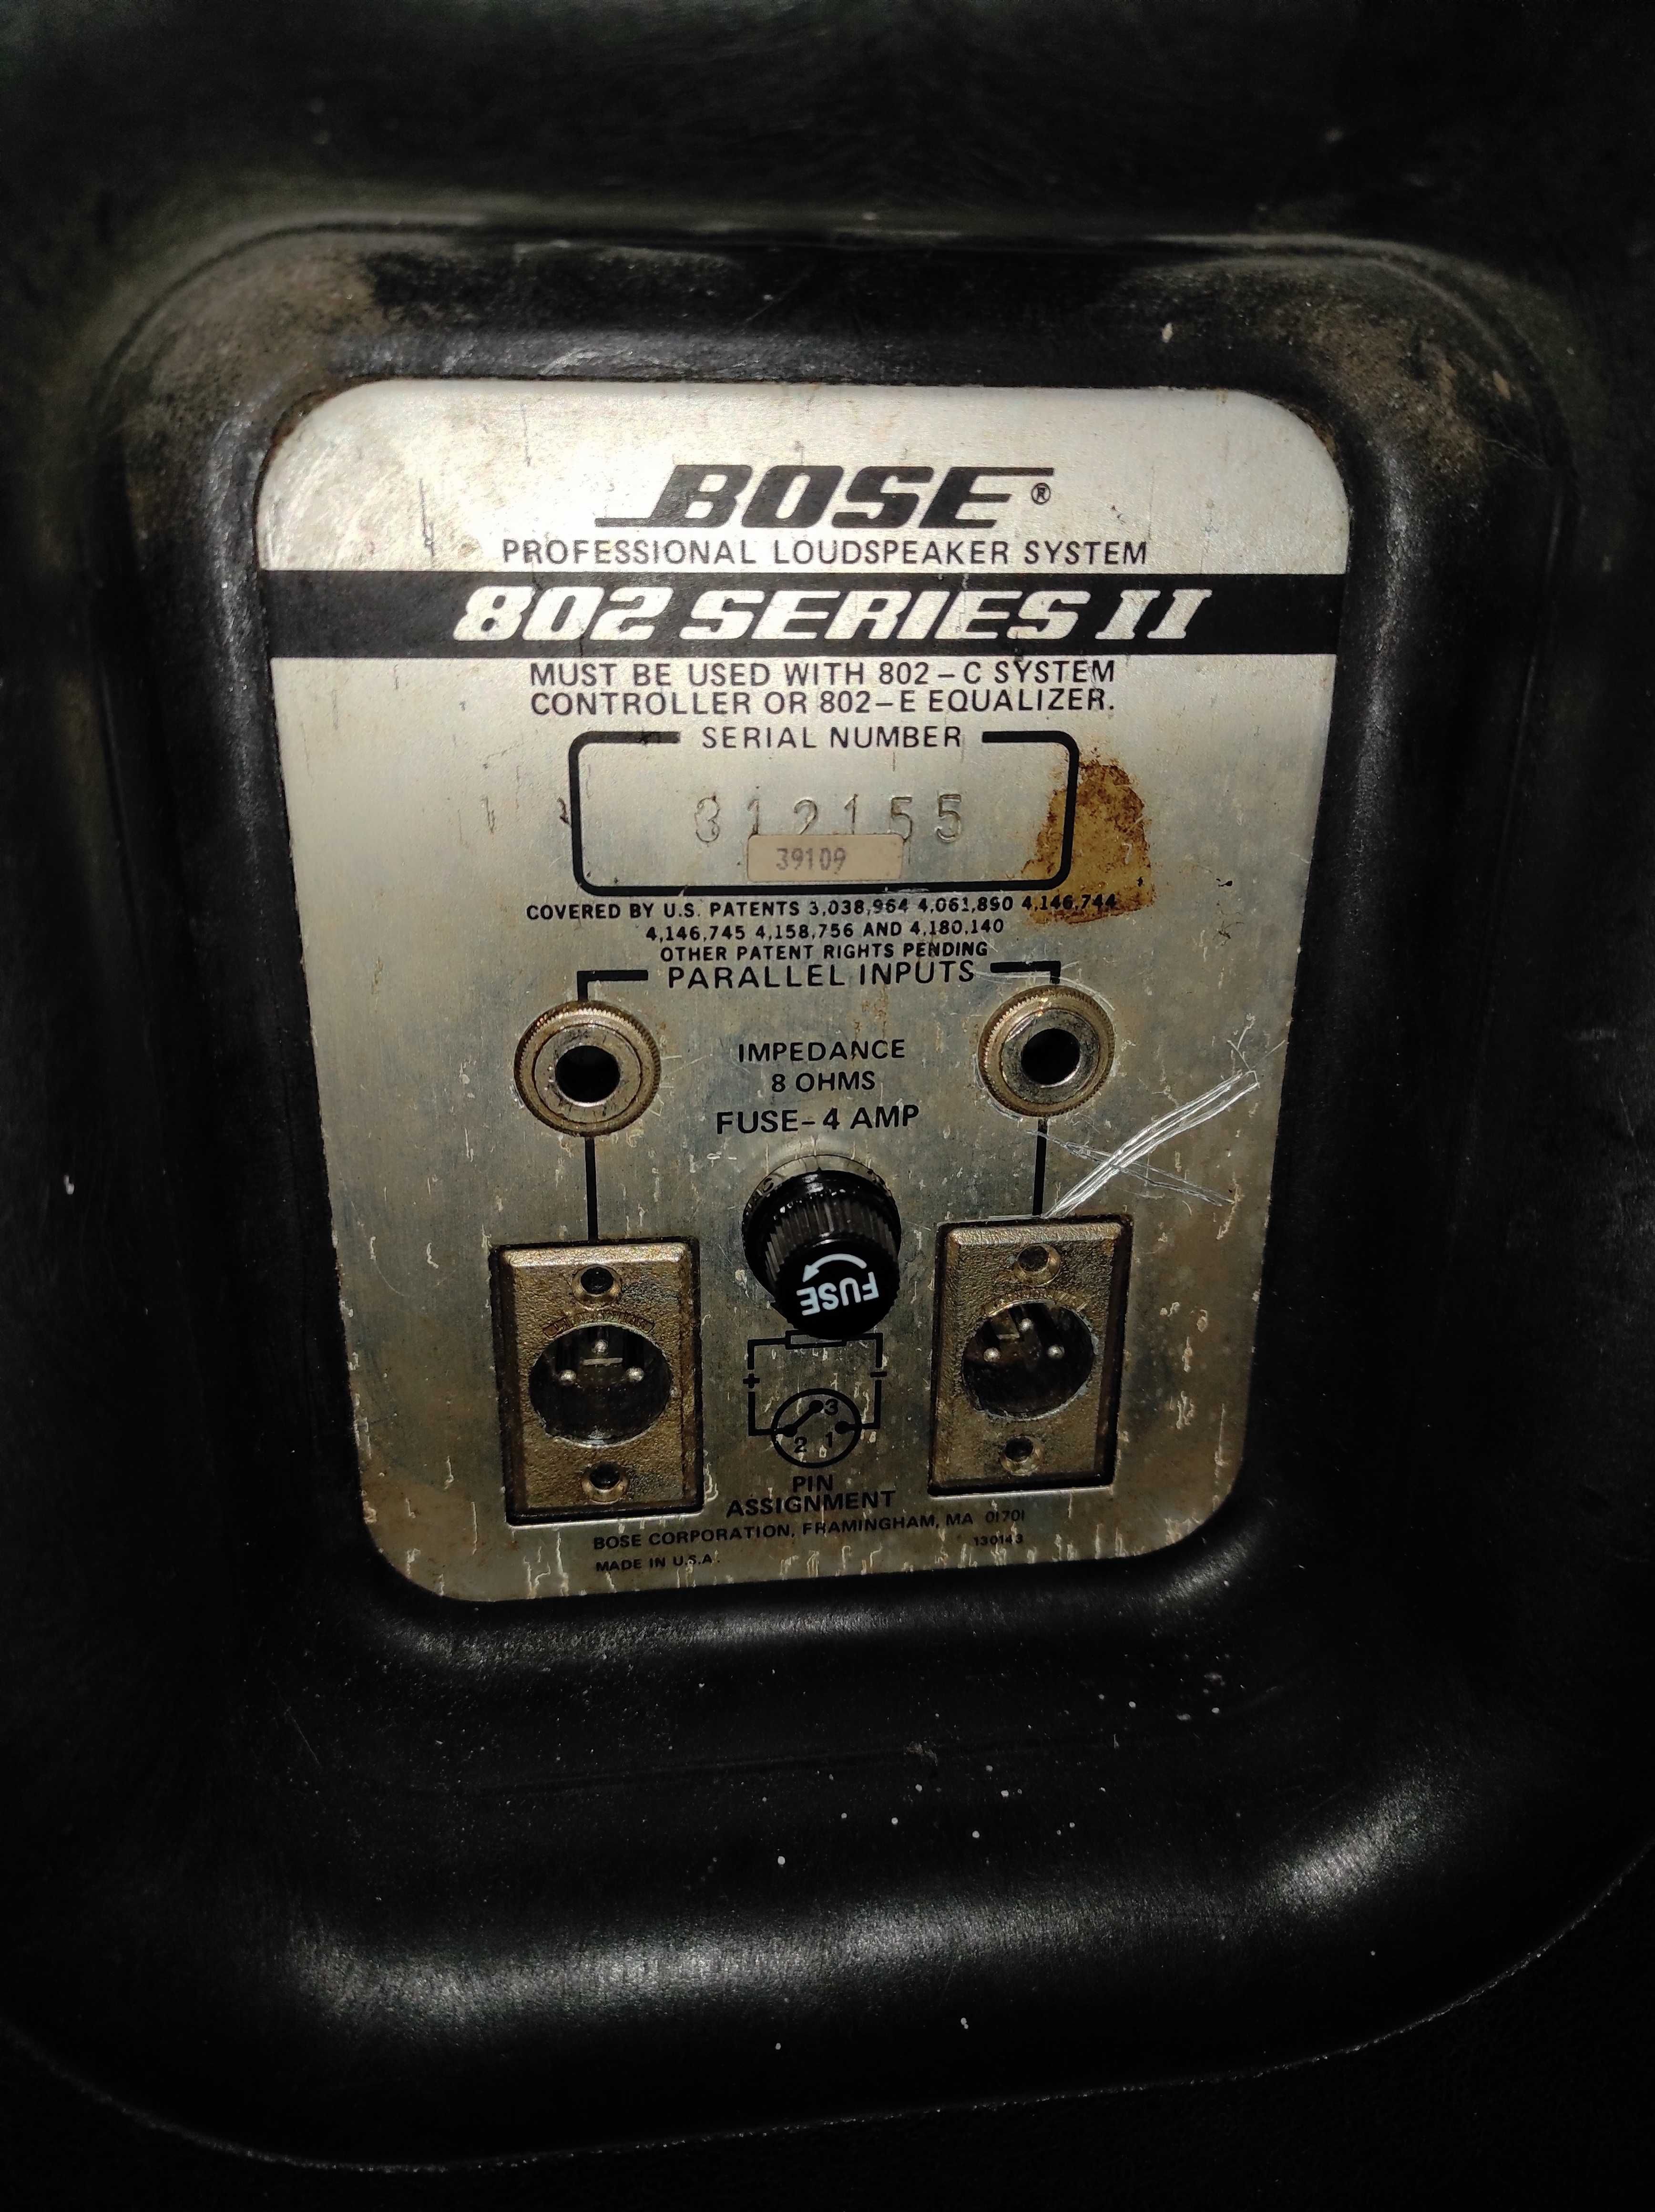 BOSE®
PROFESSIONAL LOUDSPEAKER SYSTEM
802 SERIES II
MUST BE USED WITH 802-C SYSTEM
CONTROLLER OR 802-E EQUALIZER.
SERIAL NUMBER
312155
39109
COVERED BY U.S. PATENTS 3,038,964 4,061,890 4,146,744
4,146,745 4,158,756 AND 4,180,140
OTHER PATENT RIGHTS PENDING
PARALLEL INPUTS
IMPEDANCE
8 OHMS
FUSE-4 AMP
FUSE
+ -
3
2 1
PIN
ASSIGNMENT
BOSE CORPORATION, FRAMINGHAM, MA 01701
MADE IN U.S.A. 130143